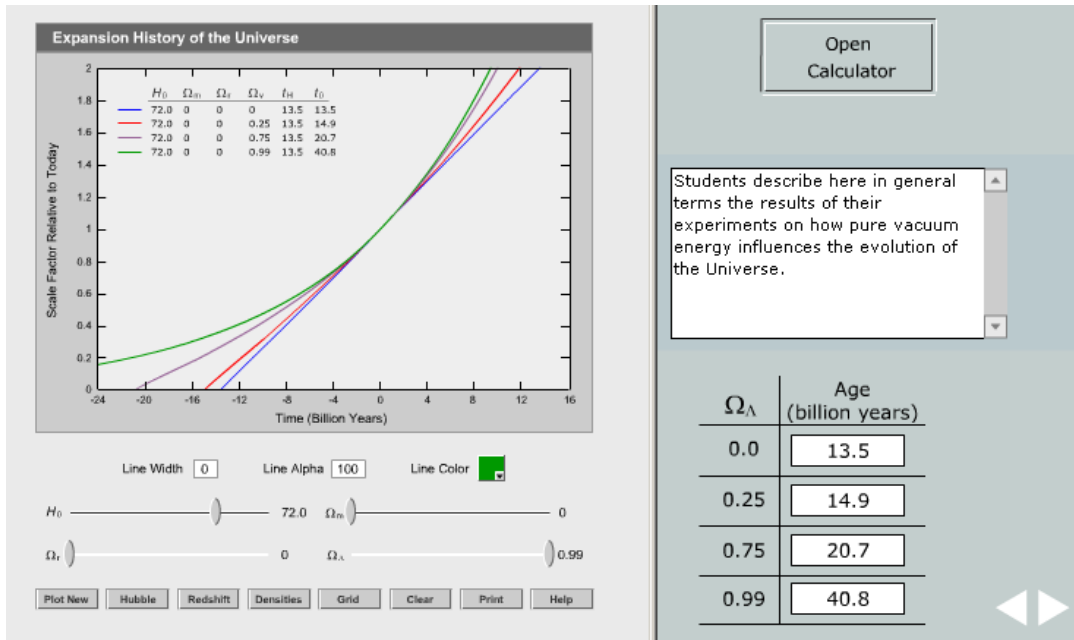 Expansion History of the Universe
H₀ Ωₘ Ωᵣ Ωᵥ t_H t₀
72.0 0 0 0 13.5 13.5
72.0 0 0 0.25 13.5 14.9
72.0 0 0 0.75 13.5 20.7
72.0 0 0 0.99 13.5 40.8
Scale Factor Relative to Today
2
1.8
1.6
1.4
1.2
1
0.8
0.6
0.4
0.2
0
-24 -20 -16 -12 -8 -4 0 4 8 12 16
Time (Billion Years)
Line Width 0 Line Alpha 100 Line Color
H₀ 72.0 Ωₘ 0
Ωᵣ 0 Ω_Λ 0.99
Plot New Hubble Redshift Densities Grid Clear Print Help
Open
Calculator
Students describe here in general
terms the results of their
experiments on how pure vacuum
energy influences the evolution of
the Universe.
Ω_Λ Age
(billion years)
0.0 13.5
0.25 14.9
0.75 20.7
0.99 40.8